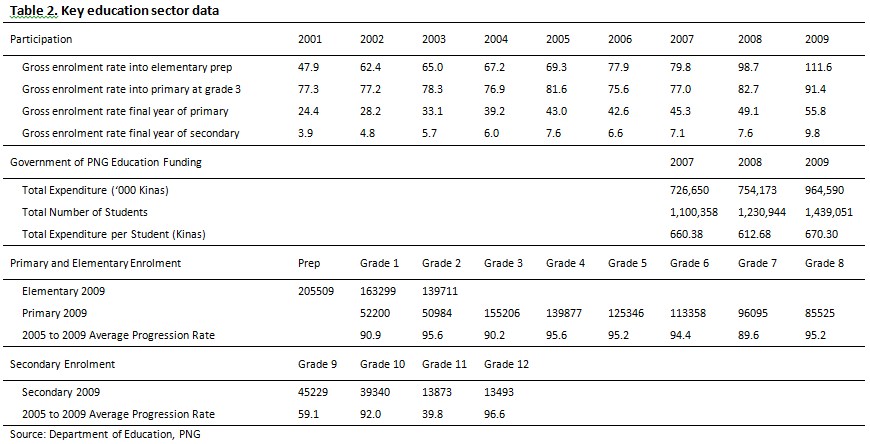 Table 2. Key education sector data
Participation 2001 2002 2003 2004 2005 2006 2007 2008 2009
Gross enrolment rate into elementary prep 47.9 62.4 65.0 67.2 69.3 77.9 79.8 98.7 111.6
Gross enrolment rate into primary at grade 3 77.3 77.2 78.3 76.9 81.6 75.6 77.0 82.7 91.4
Gross enrolment rate final year of primary 24.4 28.2 33.1 39.2 43.0 42.6 45.3 49.1 55.8
Gross enrolment rate final year of secondary 3.9 4.8 5.7 6.0 7.6 6.6 7.1 7.6 9.8
Government of PNG Education Funding 2007 2008 2009
Total Expenditure (‘000 Kinas) 726,650 754,173 964,590
Total Number of Students 1,100,358 1,230,944 1,439,051
Total Expenditure per Student (Kinas) 660.38 612.68 670.30
Primary and Elementary Enrolment Prep Grade 1 Grade 2 Grade 3 Grade 4 Grade 5 Grade 6 Grade 7 Grade 8
Elementary 2009 205509 163299 139711
Primary 2009 52200 50984 155206 139877 125346 113358 96095 85525
2005 to 2009 Average Progression Rate 90.9 95.6 90.2 95.6 95.2 94.4 89.6 95.2
Secondary Enrolment Grade 9 Grade 10 Grade 11 Grade 12
Secondary 2009 45229 39340 13873 13493
2005 to 2009 Average Progression Rate 59.1 92.0 39.8 96.6
Source: Department of Education, PNG